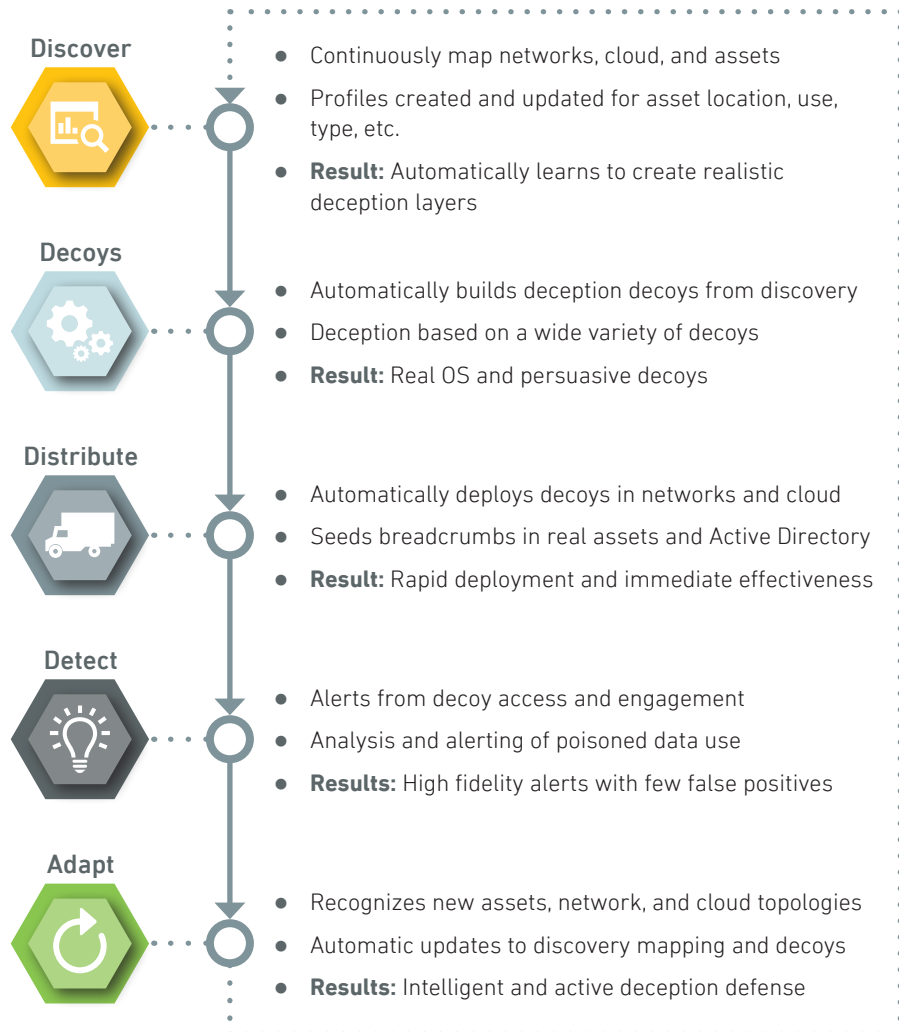 Discover
● Continuously map networks, cloud, and assets
● Profiles created and updated for asset location, use,
type, etc.
● Result: Automatically learns to create realistic
deception layers
Decoys
● Automatically builds deception decoys from discovery
● Deception based on a wide variety of decoys
● Result: Real OS and persuasive decoys
Distribute
● Automatically deploys decoys in networks and cloud
● Seeds breadcrumbs in real assets and Active Directory
● Result: Rapid deployment and immediate effectiveness
Detect
● Alerts from decoy access and engagement
● Analysis and alerting of poisoned data use
● Results: High fidelity alerts with few false positives
Adapt
● Recognizes new assets, network, and cloud topologies
● Automatic updates to discovery mapping and decoys
● Results: Intelligent and active deception defense